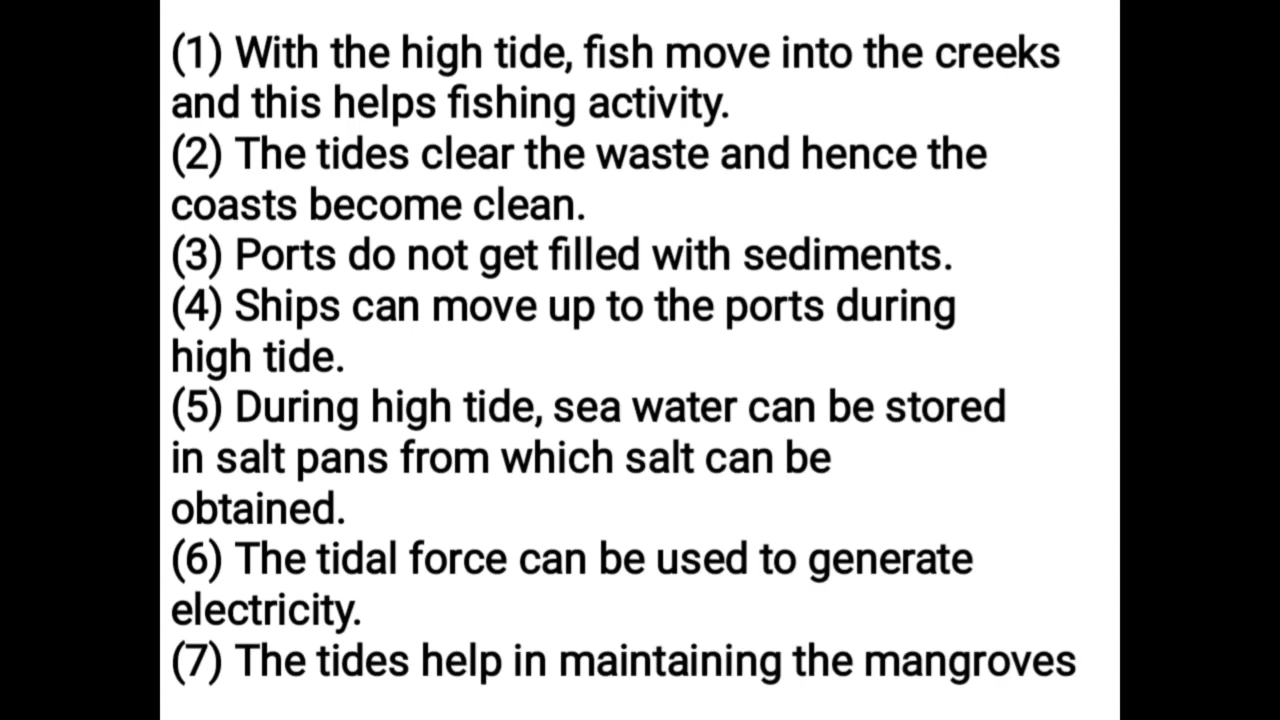 (1) With the high tide, fish move into the creeks
and this helps fishing activity.
(2) The tides clear the waste and hence the
coasts become clean.
(3) Ports do not get filled with sediments.
(4) Ships can move up to the ports during
high tide.
(5) During high tide, sea water can be stored
in salt pans from which salt can be
obtained.
(6) The tidal force can be used to generate
electricity.
(7) The tides help in maintaining the mangroves